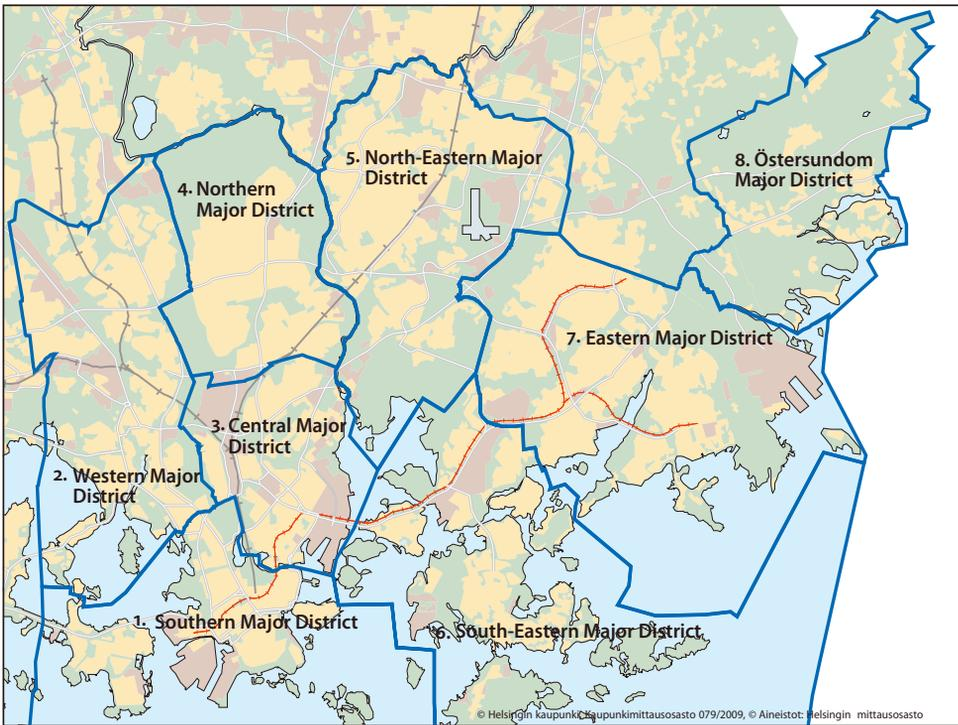 5. North-Eastern Major
District
8. Östersundom
Major District
4. Northern
Major District
7. Eastern Major District
3. Central Major
District
2. Western Major
District
1. Southern Major District
6. South-Eastern Major District
© Helsingin kaupunki, Kaupunkimittausosasto 079/2009, © Aineistot: Helsingin mittausosasto